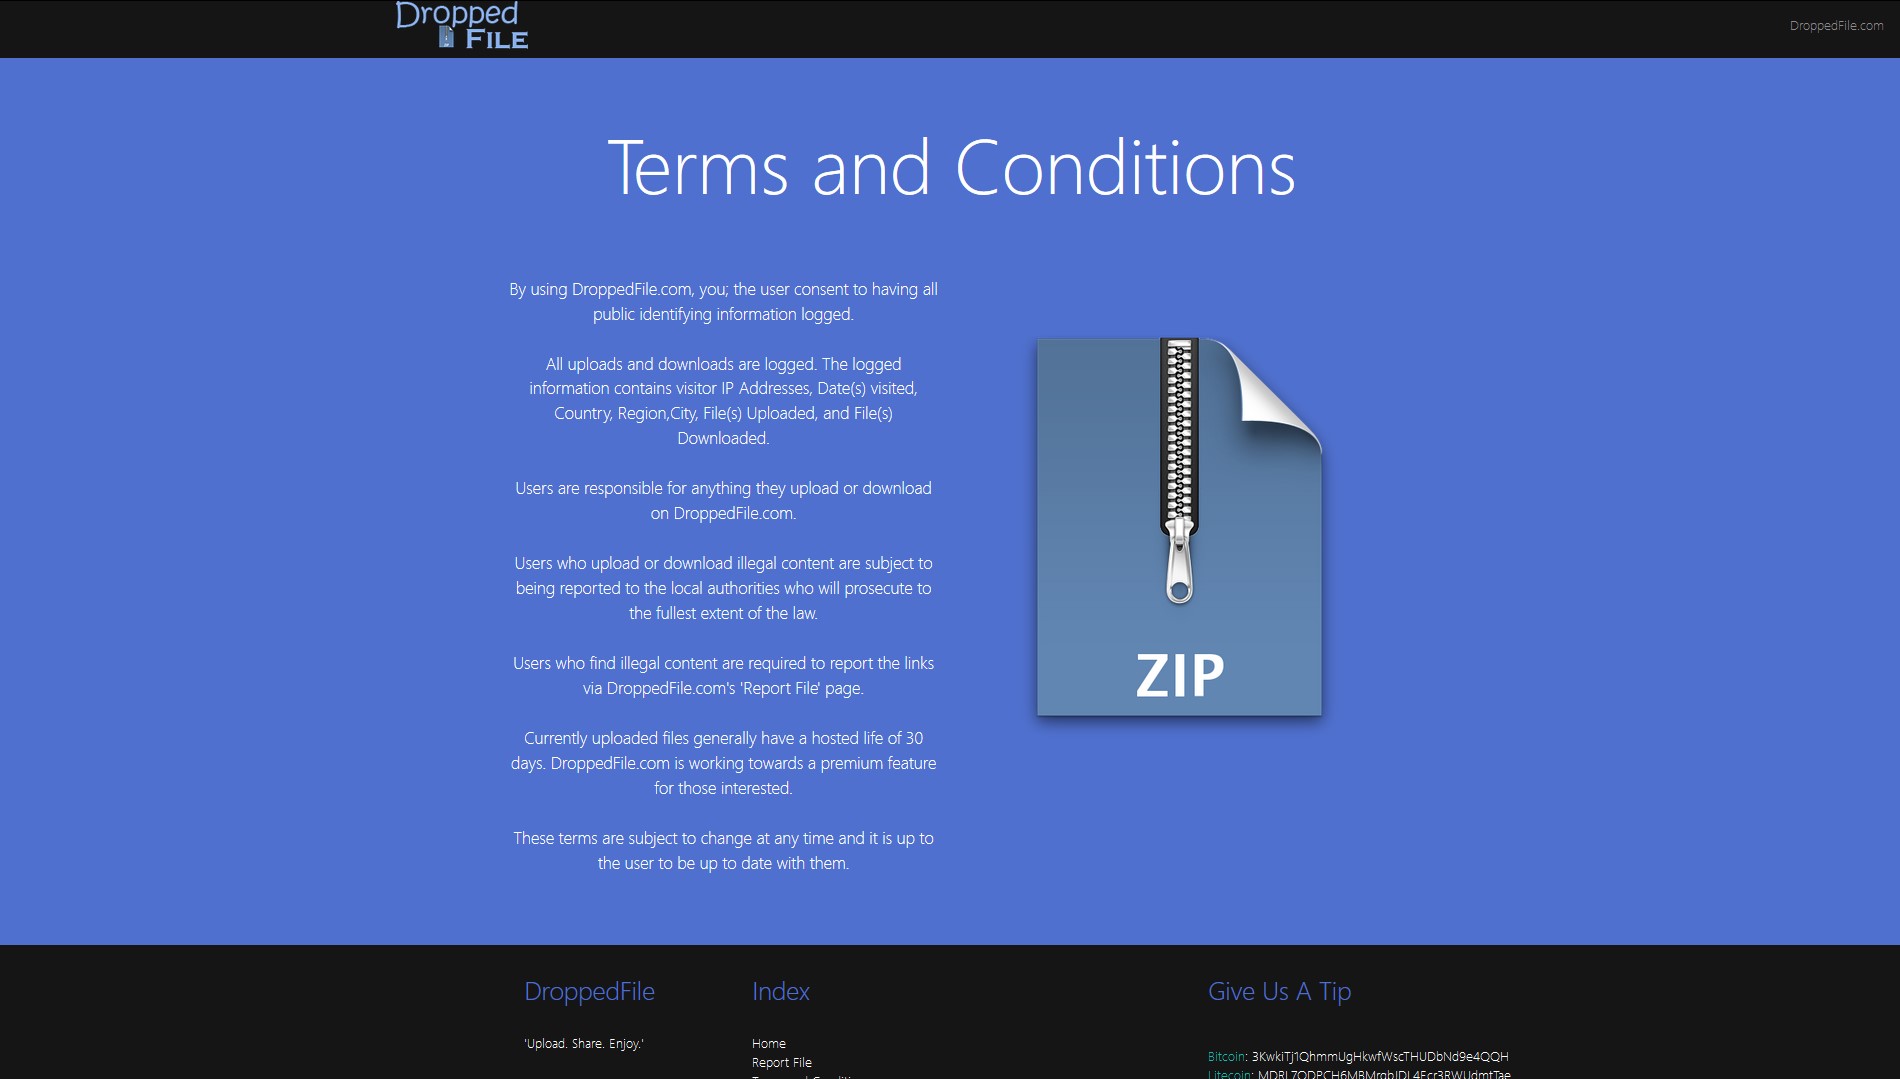 Dropped
FILE
DroppedFile.com
Terms and Conditions
By using DroppedFile.com, you; the user consent to having all
public identifying information logged.
All uploads and downloads are logged. The logged
information contains visitor IP Addresses, Date(s) visited,
Country, Region,City, File(s) Uploaded, and File(s)
Downloaded.
Users are responsible for anything they upload or download
on DroppedFile.com.
Users who upload or download illegal content are subject to
being reported to the local authorities who will prosecute to
the fullest extent of the law.
Users who find illegal content are required to report the links
via DroppedFile.com's 'Report File' page.
Currently uploaded files generally have a hosted life of 30
days. DroppedFile.com is working towards a premium feature
for those interested.
These terms are subject to change at any time and it is up to
the user to be up to date with them.
ZIP
DroppedFile
'Upload. Share. Enjoy.'
Index
Home
Report File
Give Us A Tip
Bitcoin: 3KwkiTj1QhmmUgHkwfWscTHUDbNd9e4QQH
Litecoin: